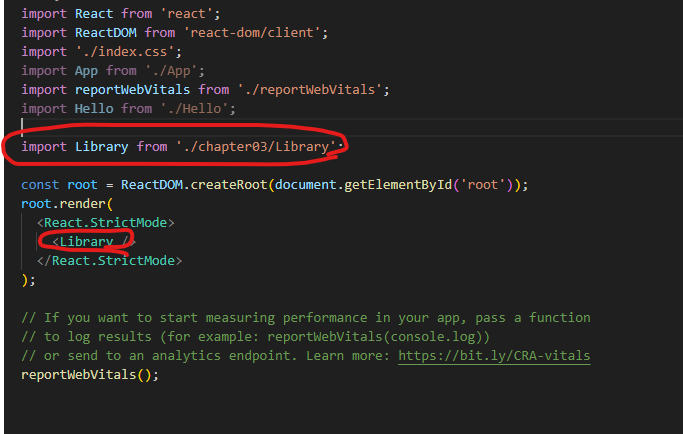 import React from 'react';
import ReactDOM from 'react-dom/client';
import './index.css';
import App from './App';
import reportWebVitals from './reportWebVitals';
import Hello from './Hello';
import Library from './chapter03/Library';
const root = ReactDOM.createRoot(document.getElementById('root'));
root.render(
<React.StrictMode>
<Library />
</React.StrictMode>
);
// If you want to start measuring performance in your app, pass a function
// to log results (for example: reportWebVitals(console.log))
// or send to an analytics endpoint. Learn more: https://bit.ly/CRA-vitals
reportWebVitals();